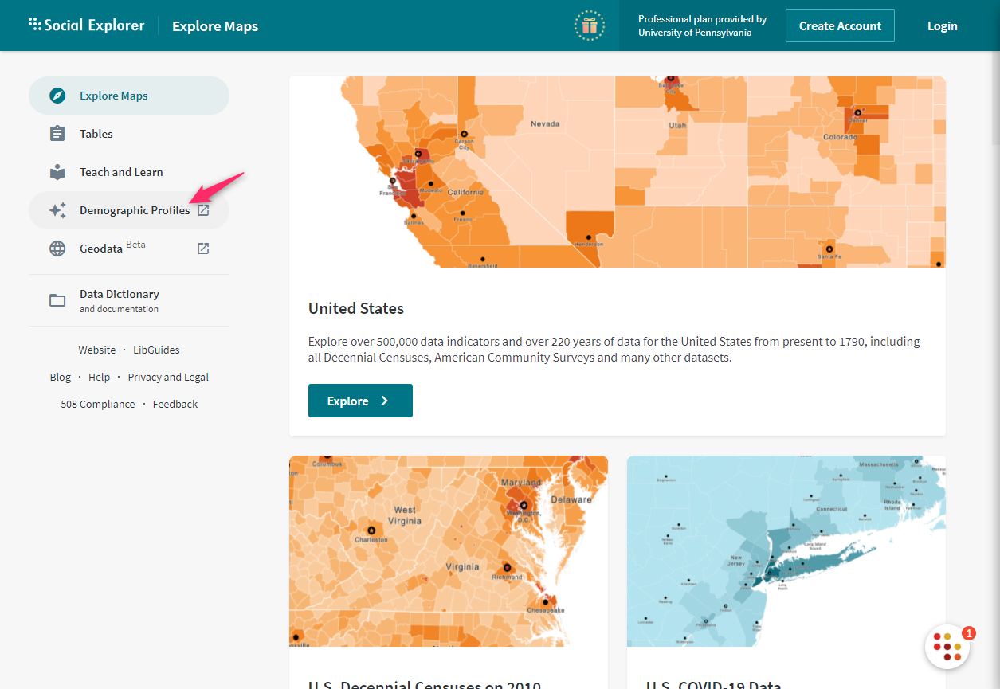 Social Explorer
Explore Maps
Professional plan provided by
University of Pennsylvania
Create Account
Login
Explore Maps
Tables
Teach and Learn
Demographic Profiles
Geodata Beta
Data Dictionary
and documentation
Website · LibGuides
Blog · Help · Privacy and Legal
508 Compliance · Feedback
Nevada
Utah
Colorado
Denver
Carson
City
Sacramento
San
Francisco
Modesto
California
Salinas
Fresno
Henderson
Santa Fe
Bakersfield
United States
Explore over 500,000 data indicators and over 220 years of data for the United States from present to 1790, including
all Decennial Censuses, American Community Surveys and many other datasets.
Explore
Columbus
Maryland
Delaware
Washington,
D.C.
West
Virginia
Charleston
Virginia
Richmond
Chesapeake
Massachusetts
Connecticut
Rhode
Island
Long Island
Sound
New
Jersey
Long
Beach
U.S. Decennial Censuses on 2010
U.S. COVID-19 Data
1